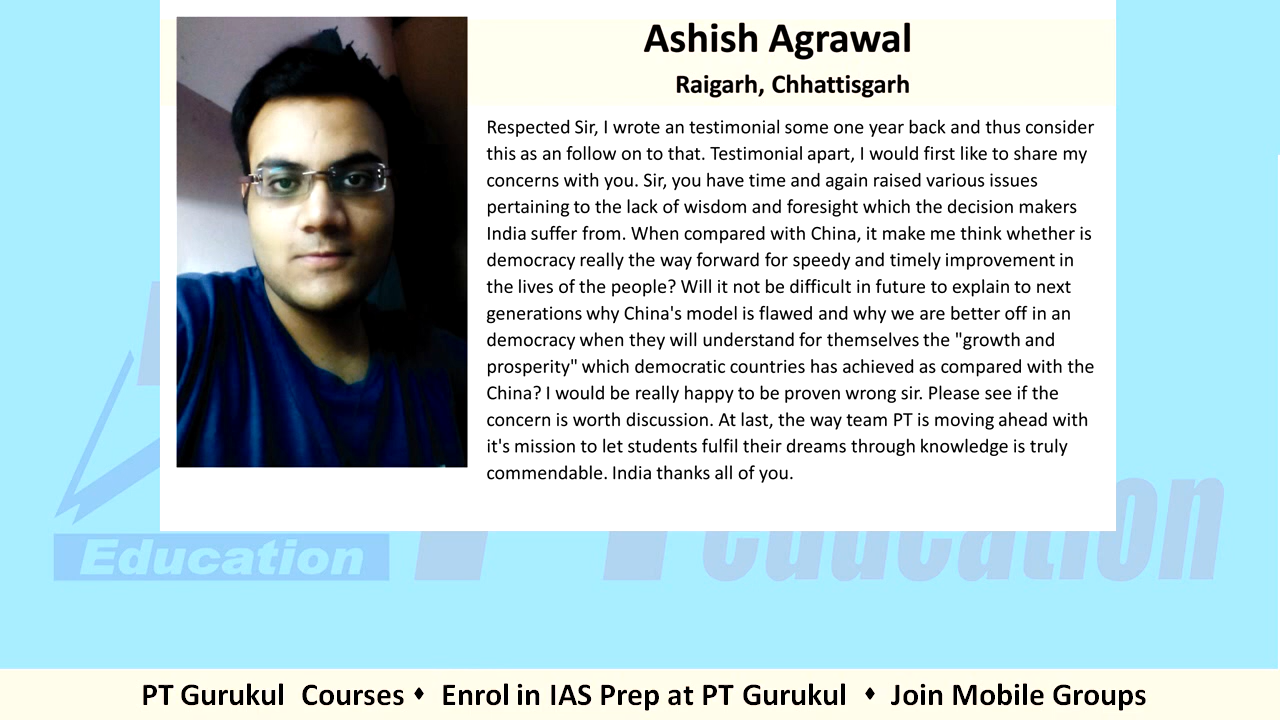 Ashish Agrawal
Raigarh, Chhattisgarh
Respected Sir, I wrote an testimonial some one year back and thus consider
this as an follow on to that. Testimonial apart, I would first like to share my
concerns with you. Sir, you have time and again raised various issues
pertaining to the lack of wisdom and foresight which the decision makers
India suffer from. When compared with China, it make me think whether is
democracy really the way forward for speedy and timely improvement in
the lives of the people? Will it not be difficult in future to explain to next
generations why China's model is flawed and why we are better off in an
democracy when they will understand for themselves the "growth and
prosperity" which democratic countries has achieved as compared with the
China? I would be really happy to be proven wrong sir. Please see if the
concern is worth discussion. At last, the way team PT is moving ahead with
it's mission to let students fulfil their dreams through knowledge is truly
commendable. India thanks all of you.
Education
education
PT Gurukul Courses ♦ Enrol in IAS Prep at PT Gurukul ♦ Join Mobile Groups